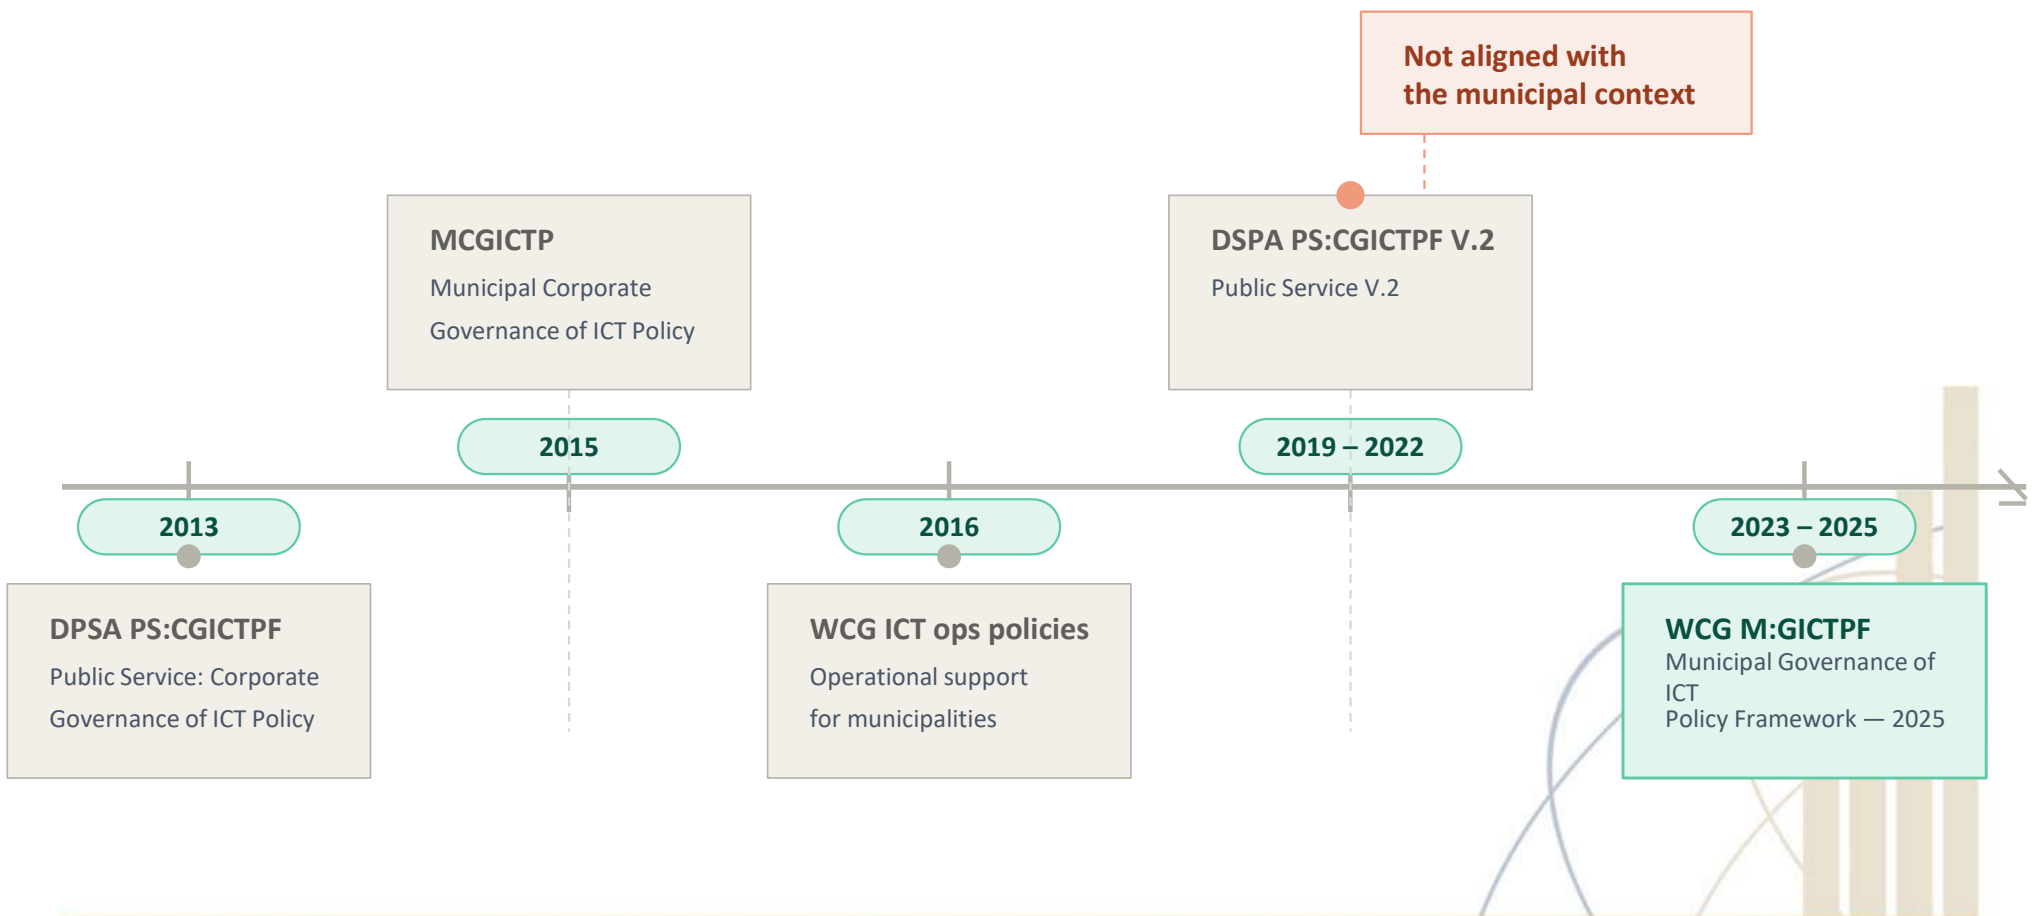 Not aligned with
the municipal context
MCGICTP
Municipal Corporate
Governance of ICT Policy
DSPA PS:CGICTPF V.2
Public Service V.2
2015
2019 – 2022
2013
2016
2023 – 2025
DPSA PS:CGICTPF
Public Service: Corporate
Governance of ICT Policy
WCG ICT ops policies
Operational support
for municipalities
WCG M:GICTPF
Municipal Governance of
ICT
Policy Framework — 2025